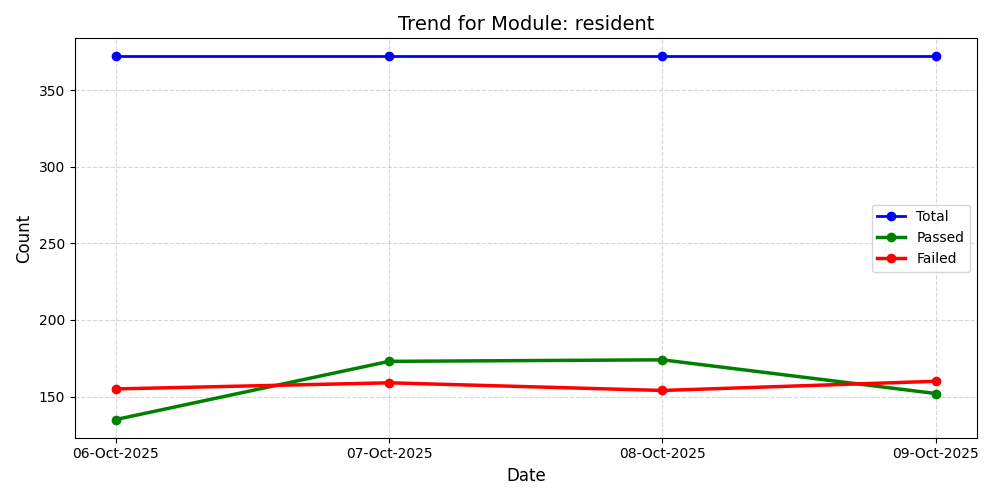 Trend for Module: resident
Count
350
300
250
200
150
Total
Passed
Failed
06-Oct-2025
07-Oct-2025
08-Oct-2025
09-Oct-2025
Date